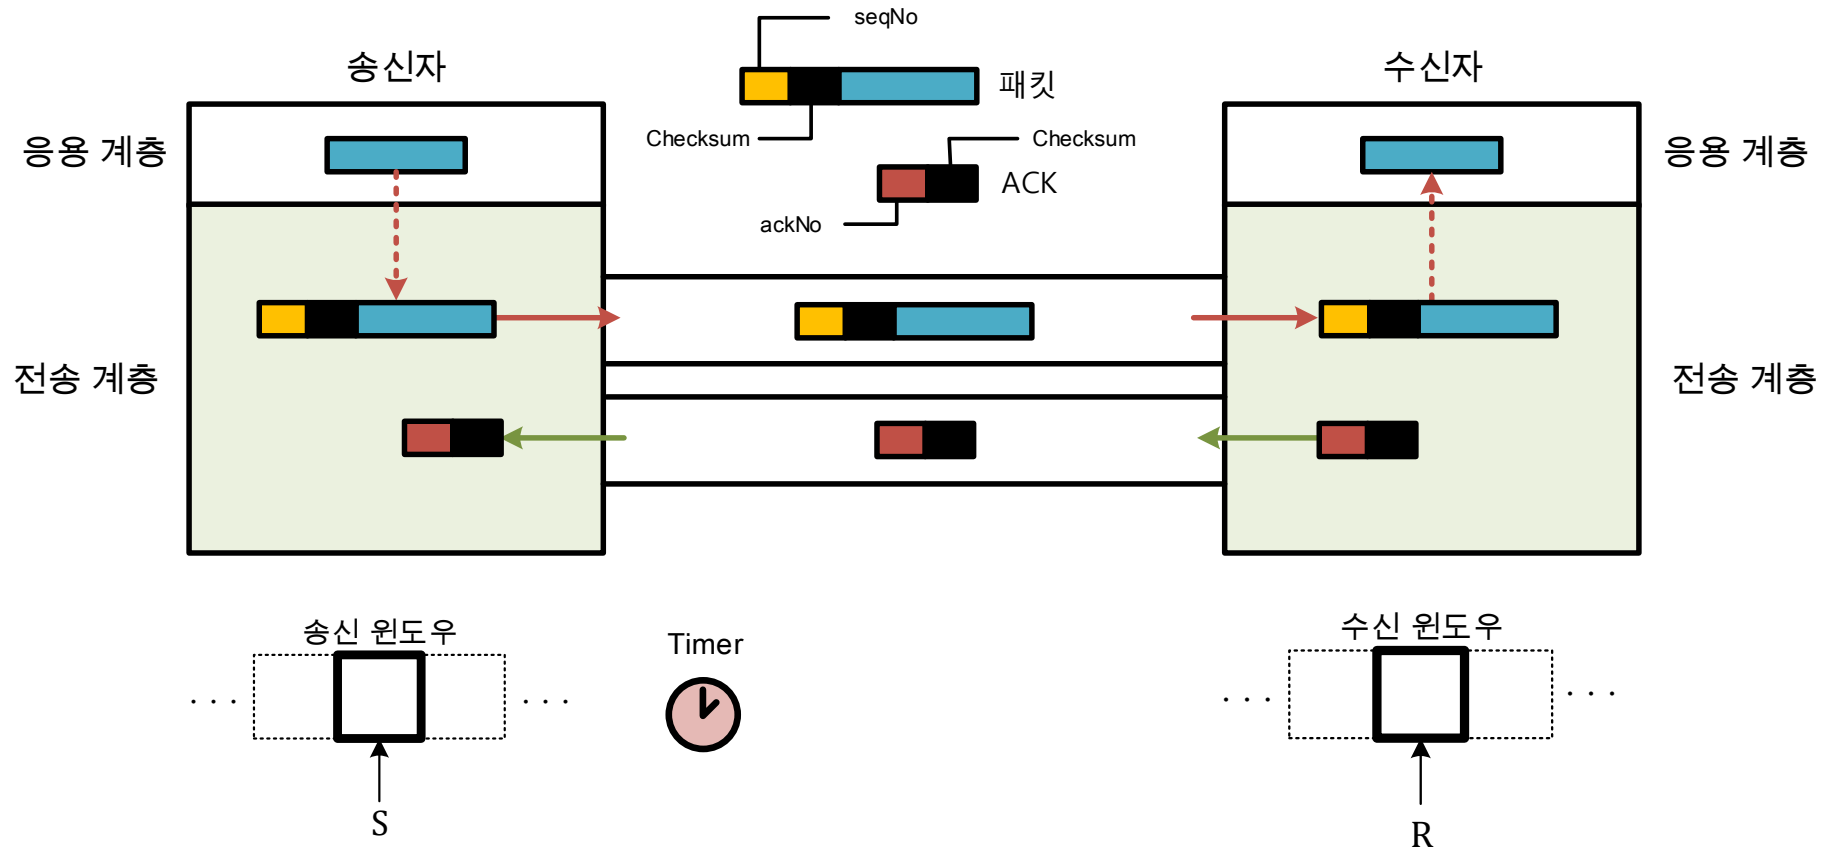 seqNo
송신자
수신자
패킷
Checksum
Checksum
응용 계층
응용 계층
ACK
ackNo
전송 계층
전송 계층
송신 윈도우
Timer
수신 윈도우
. . .
. . .
. . .
. . .
S
R